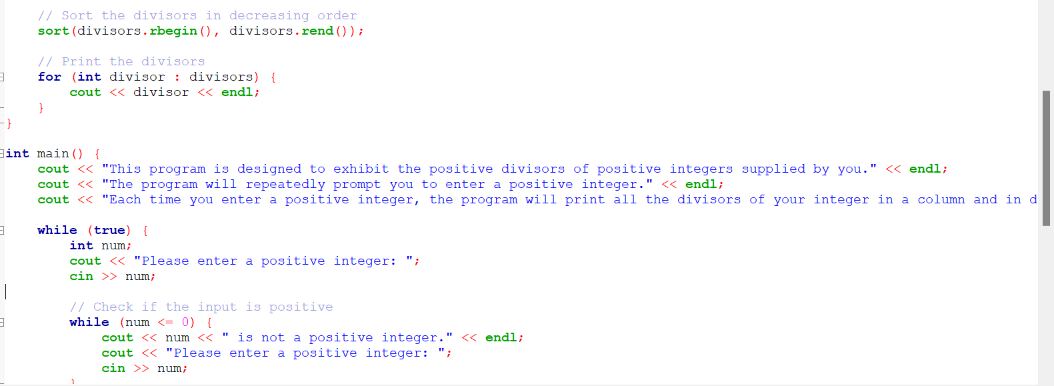 // Sort the divisors in decreasing order
sort(divisors.rbegin(), divisors.rend());
// Print the divisors
for (int divisor : divisors) {
cout << divisor << endl;
}
}
int main() {
cout << "This program is designed to exhibit the positive divisors of positive integers supplied by you." << endl;
cout << "The program will repeatedly prompt you to enter a positive integer." << endl;
cout << "Each time you enter a positive integer, the program will print all the divisors of your integer in a column and in d
while (true) {
int num;
cout << "Please enter a positive integer: ";
cin >> num;
// Check if the input is positive
while (num <= 0) {
cout << num << " is not a positive integer." << endl;
cout << "Please enter a positive integer: ";
cin >> num;
}